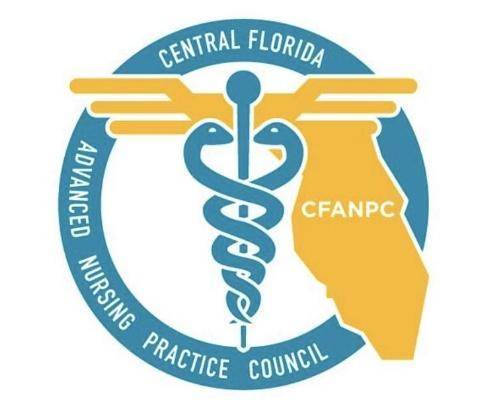 CENTRAL FLORIDA
ADVANCED NURSING PRACTICE COUNCIL
CFANPC